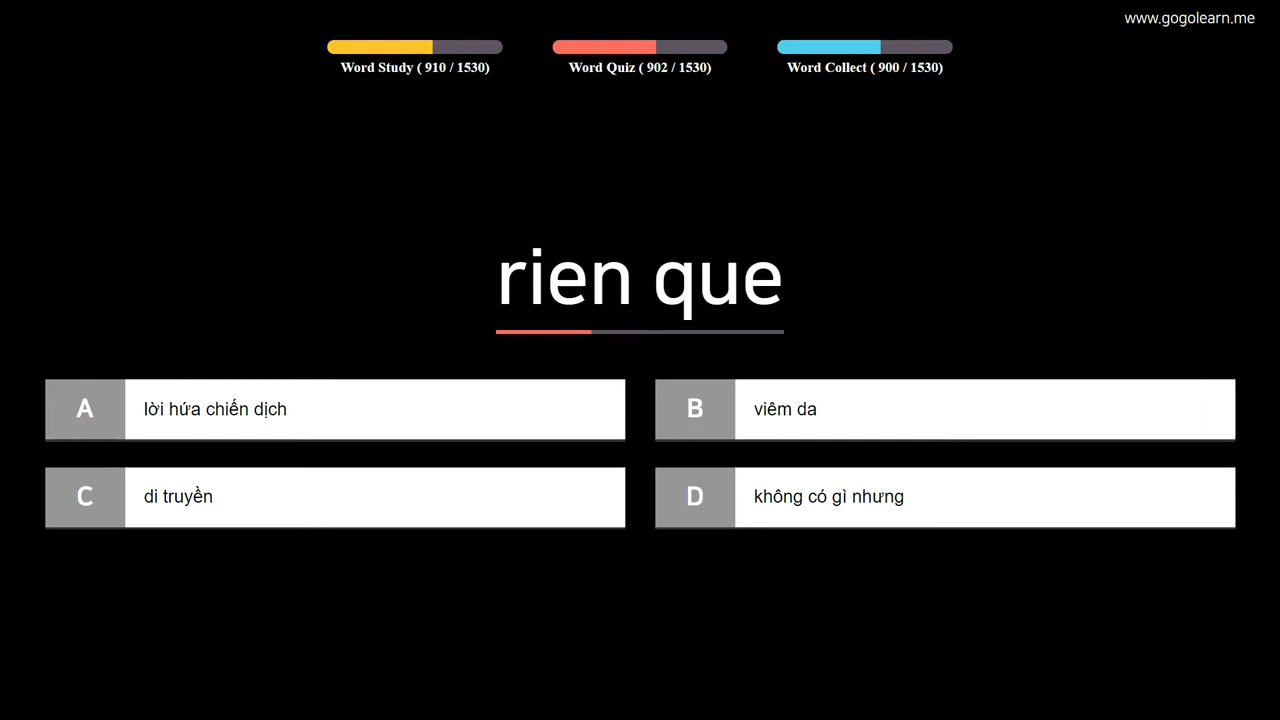 www.gogolearn.me
Word Study ( 910 / 1530)
Word Quiz ( 902 / 1530)
Word Collect ( 900 / 1530)
rien que
A lời hứa chiến dịch
B viêm da
C di truyền
D không có gì nhưng